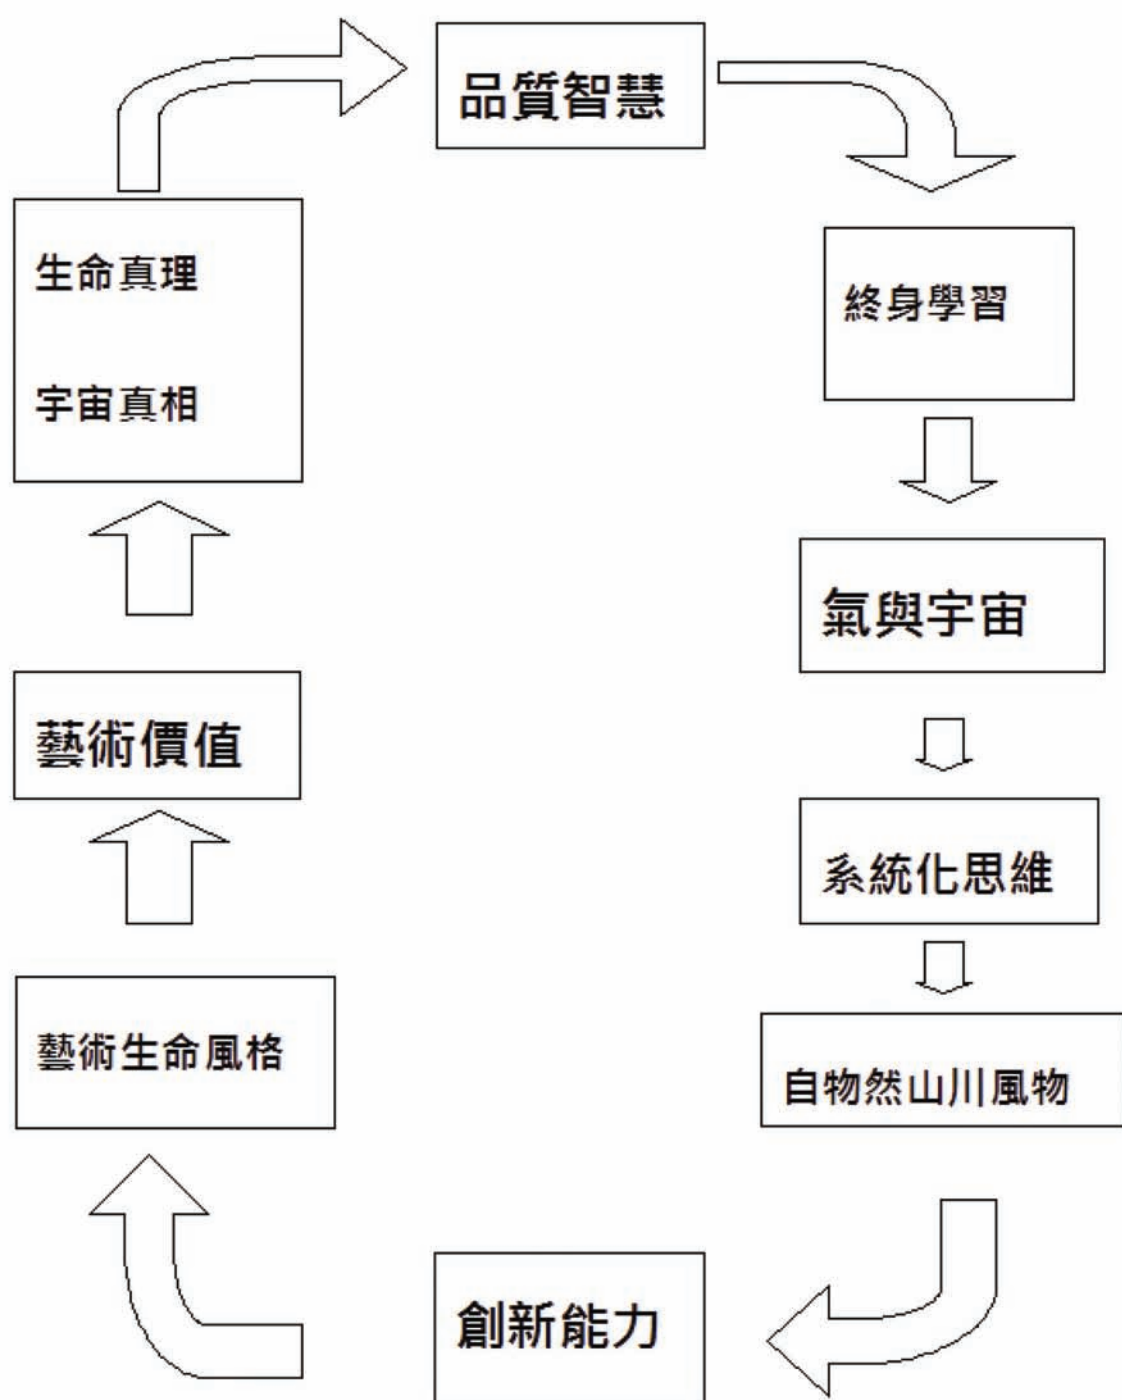 品質智慧
終身學習
氣與宇宙
系統化思維
自物然山川風物
創新能力
藝術生命風格
藝術價值
生命真理
宇宙真相